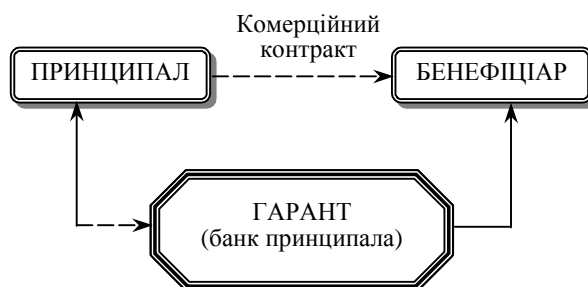 Комерційний
контракт
ПРИНЦИПАЛ
БЕНЕФІЦІАР
ГАРАНТ
(банк принципала)